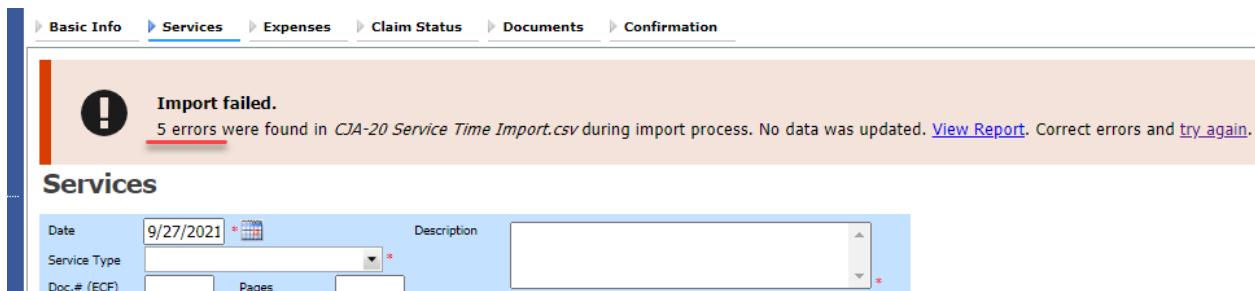 Basic Info Services Expenses Claim Status Documents Confirmation
Import failed.
5 errors were found in CJA-20 Service Time Import.csv during import process. No data was updated. View Report. Correct errors and try again.
Services
Date 9/27/2021 * Description
Service Type * *
Doc.# (ECF) Pages